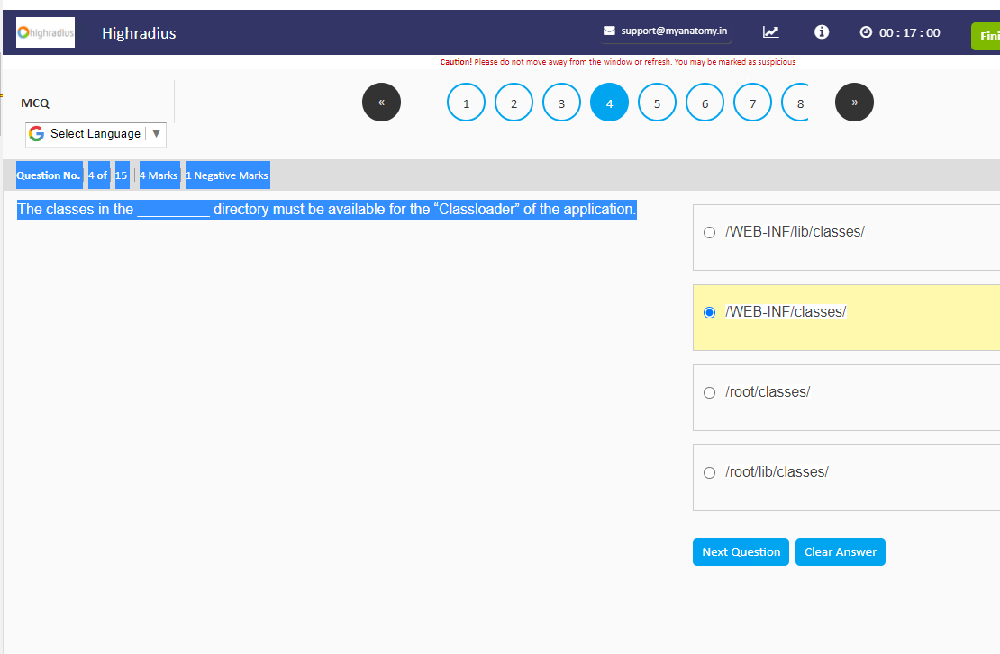 highradius
Highradius
support@myanatomy.in
00 : 17 : 00
Caution! Please do not move away from the window or refresh. You may be marked as suspicious
MCQ
« 1 2 3 4 5 6 7 8 »
Select Language ▼
Question No. 4 of 15 4 Marks 1 Negative Marks
The classes in the _________ directory must be available for the “Classloader” of the application.
/WEB-INF/lib/classes/
/WEB-INF/classes/
/root/classes/
/root/lib/classes/
Next Question Clear Answer